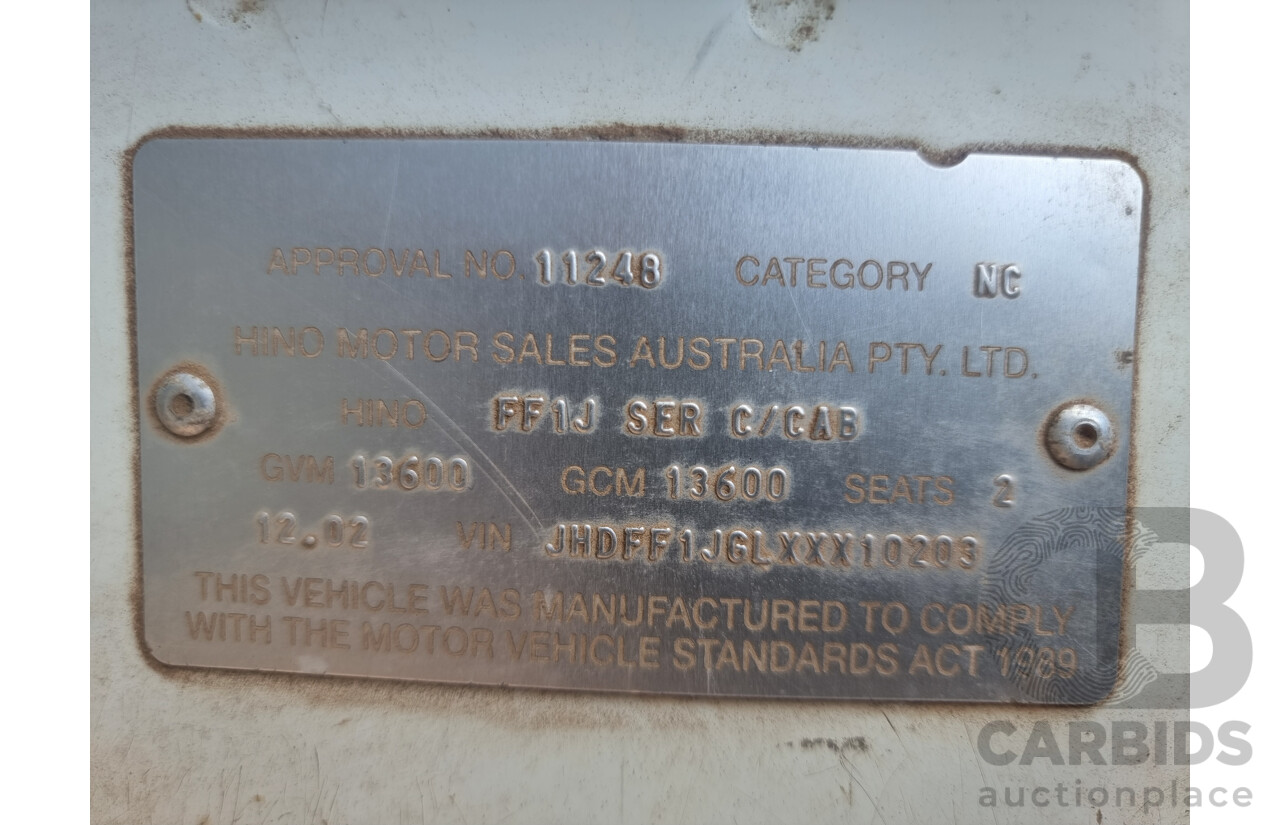 APPROVAL NO. 11248 CATEGORY NC
HINO MOTOR SALES AUSTRALIA PTY. LTD.
HINO FF1J SER C/CAB
GVM 13600 GCM 13600 SEATS 2
12.02 VIN JHDFF1JGLXXX10203
THIS VEHICLE WAS MANUFACTURED TO COMPLY
WITH THE MOTOR VEHICLE STANDARDS ACT 1989
B
CARBIDS
auctionplace